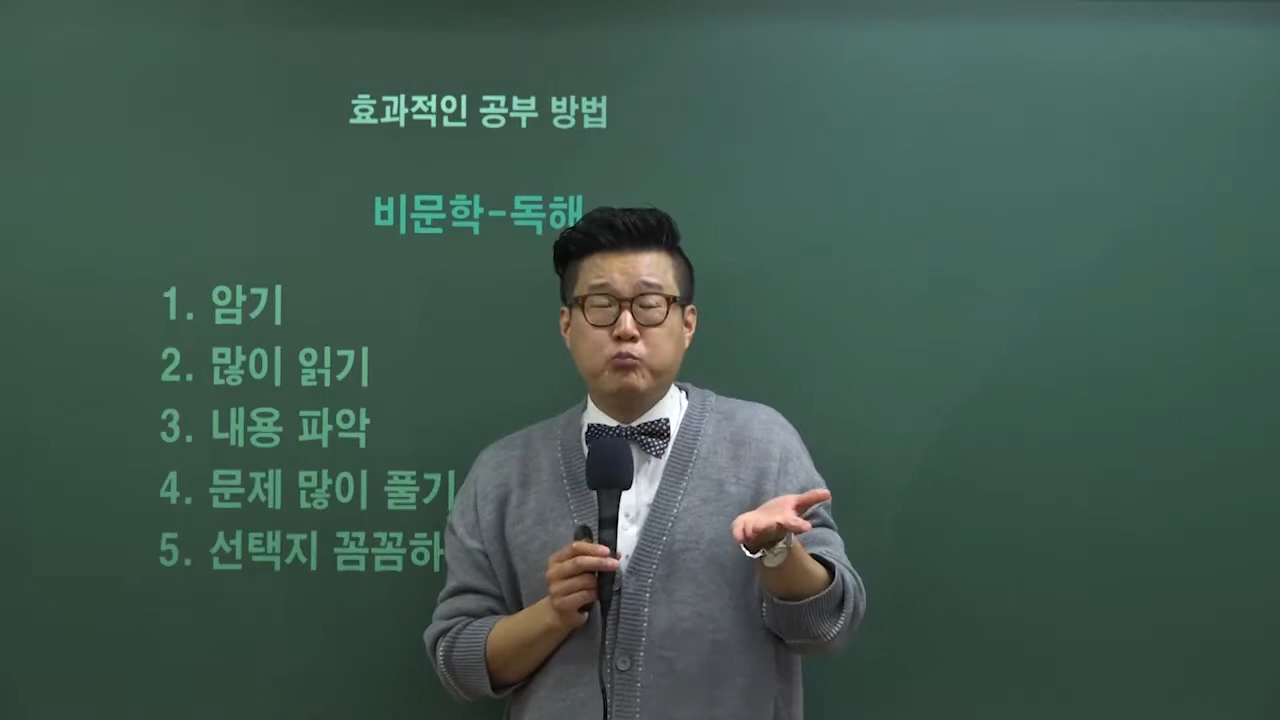 효과적인 공부 방법
비문학-독해
1. 암기
2. 많이 읽기
3. 내용 파악
4. 문제 많이 풀기
5. 선택지 꼼꼼하